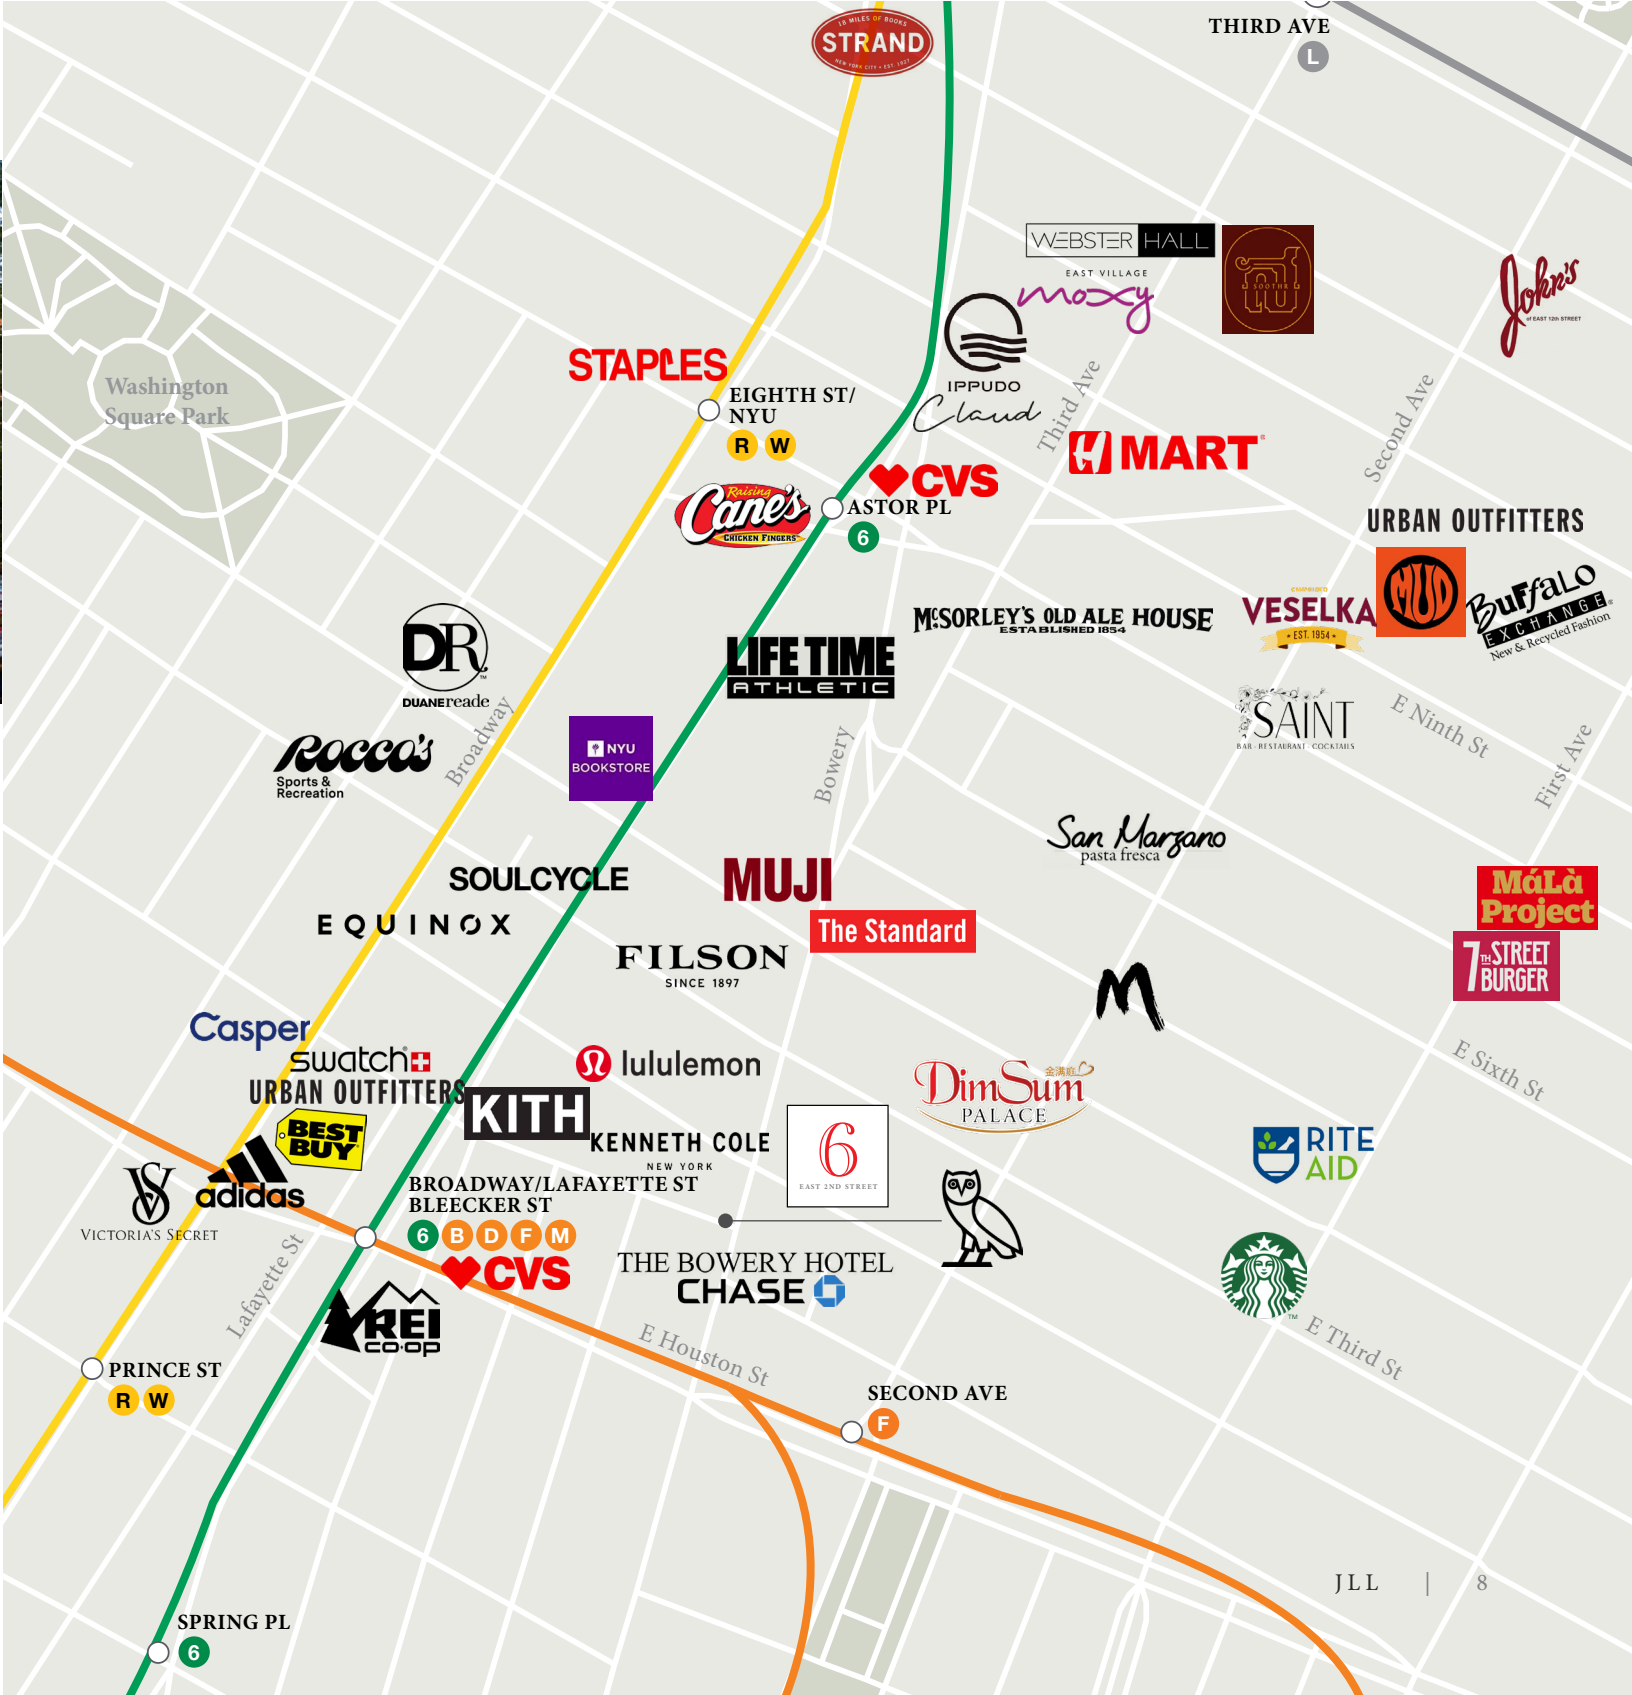 18 MILES OF BOOKS
STRAND
NEW YORK CITY • EST. 1927
THIRD AVE
L
WEBSTER HALL
EAST VILLAGE
moxy
SOOTHR
John's
of EAST 12th STREET
IPPUDO
Claud
STAPLES
EIGHTH ST/
NYU
R W
Washington
Square Park
Third Ave
Second Ave
H MART
CVS
ASTOR PL
6
Raising
Cane's
CHICKEN FINGERS
URBAN OUTFITTERS
MUD
BUFFALO
EXCHANGE
New & Recycled Fashion
VESELKA
• EST. 1954 •
McSORLEY'S OLD ALE HOUSE
ESTABLISHED 1854
LIFE TIME
ATHLETIC
DR
DUANEreade
Broadway
Rocco's
Sports &
Recreation
NYU
BOOKSTORE
Bowery
SAINT
BAR · RESTAURANT · COCKTAILS
E Ninth St
First Ave
San Marzano
pasta fresca
SOULCYCLE
EQUINOX
MUJI
The Standard
FILSON
SINCE 1897
MáLà
Project
7TH STREET
BURGER
M
E Sixth St
Casper
swatch
URBAN OUTFITTERS
BEST
BUY
adidas
VS
VICTORIA'S SECRET
lululemon
KITH
KENNETH COLE
NEW YORK
6
EAST 2ND STREET
金满庭
DimSum
PALACE
RITE
AID
BROADWAY/LAFAYETTE ST
BLEECKER ST
6 B D F M
CVS
THE BOWERY HOTEL
CHASE
Lafayette St
REI
co·op
E Houston St
E Third St
PRINCE ST
R W
SECOND AVE
F
SPRING PL
6
JLL | 8